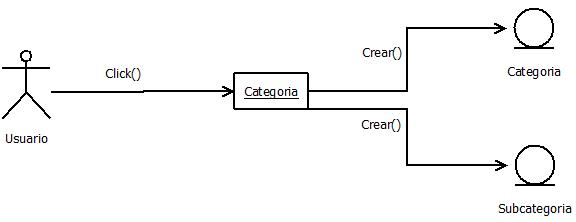 Click()
Crear()
Categoria
Categoria
Crear()
Usuario
Subcategoria